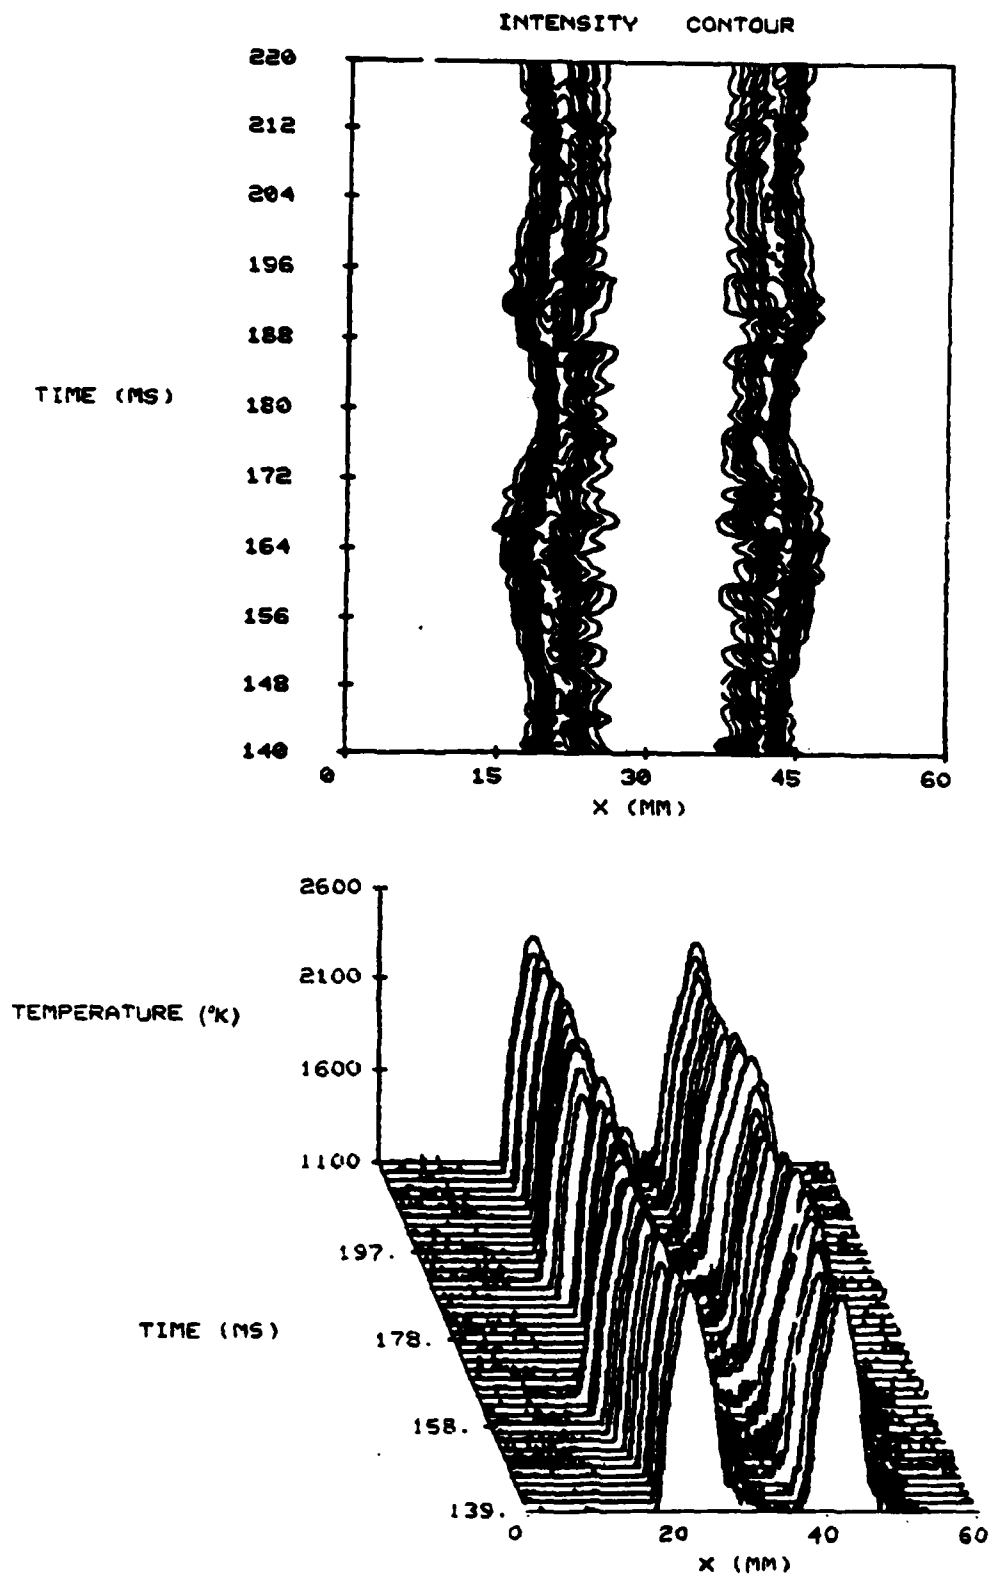 INTENSITY CONTOUR
220
212
204
196
188
TIME (MS)
180
172
164
156
148
140
0 15 30 45 60
X (MM)
2600
2100
TEMPERATURE (°K)
1600
1100
197.
TIME (MS)
178.
158.
139.
0 20 40 60
X (MM)